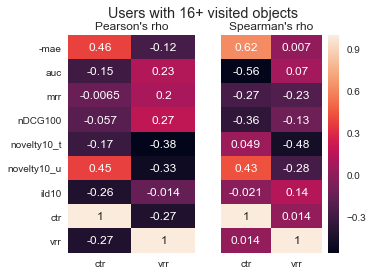 Users with 16+ visited objects
Pearson's rho Spearman's rho
-mae 0.46 -0.12 0.62 0.007
auc -0.15 0.23 -0.56 0.07
mrr -0.0065 0.2 -0.27 -0.23
nDCG100 -0.057 0.27 -0.36 -0.13
novelty10_t -0.17 -0.38 0.049 -0.48
novelty10_u 0.45 -0.33 0.43 -0.28
ild10 -0.26 -0.014 -0.021 0.14
ctr 1 -0.27 1 0.014
vrr -0.27 1 0.014 1
ctr vrr ctr vrr
0.9
0.6
0.3
0.0
−0.3